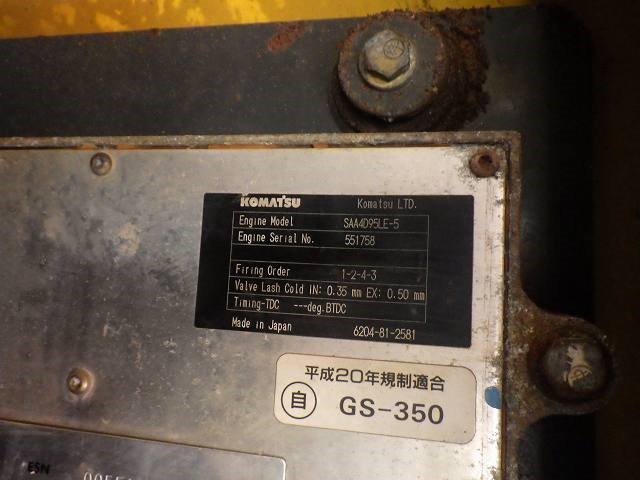 KOMATSU Komatsu LTD.
Engine Model SAA4D95LE-5
Engine Serial No. 551758
Firing Order 1-2-4-3
Valve Lash Cold IN: 0.35 mm EX: 0.50 mm
Timing-TDC ---deg.BTDC
Made in Japan 6204-81-2581
平成20年規制適合
自 GS-350
ESN